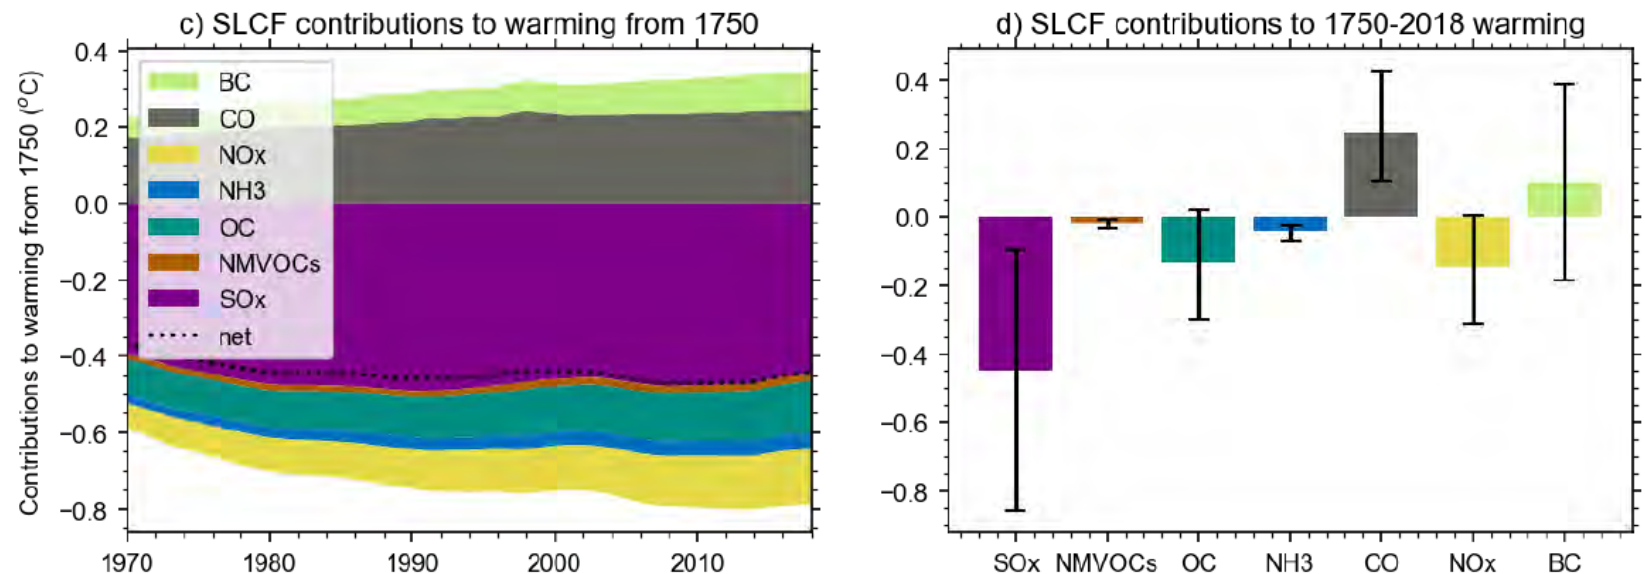 c) SLCF contributions to warming from 1750
Contributions to warming from 1750 (°C)
0.4
0.2
0.0
−0.2
−0.4
−0.6
−0.8
BC
CO
NOx
NH3
OC
NMVOCs
SOx
net
1970 1980 1990 2000 2010
d) SLCF contributions to 1750-2018 warming
0.4
0.2
0.0
−0.2
−0.4
−0.6
−0.8
SOx NMVOCs OC NH3 CO NOx BC